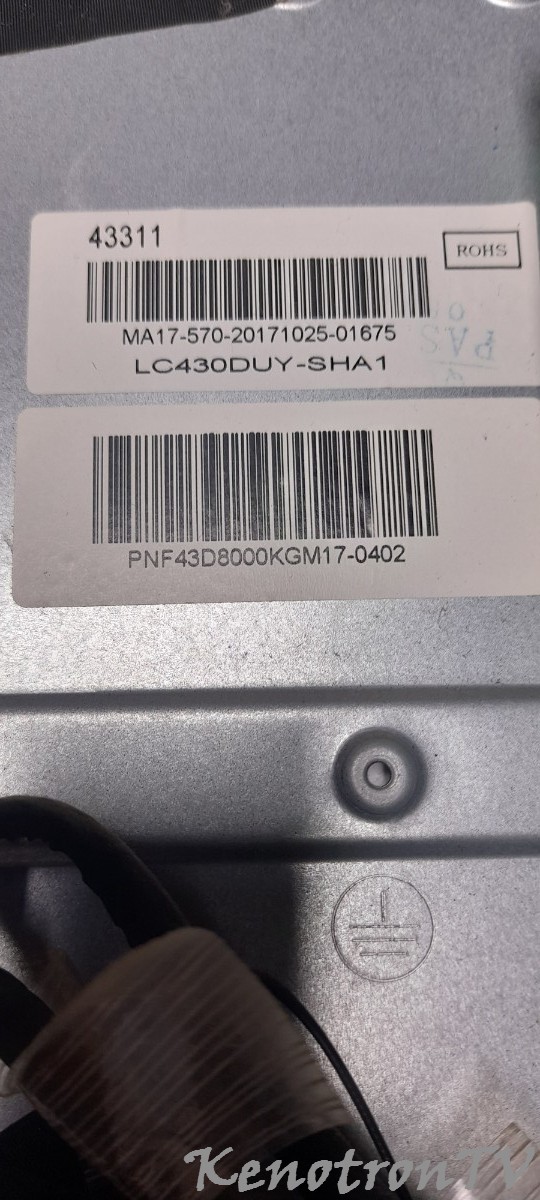 43311
ROHS
MA17-570-20171025-01675
LC430DUY-SHA1
PNF43D8000KGM17-0402
KenotronTV